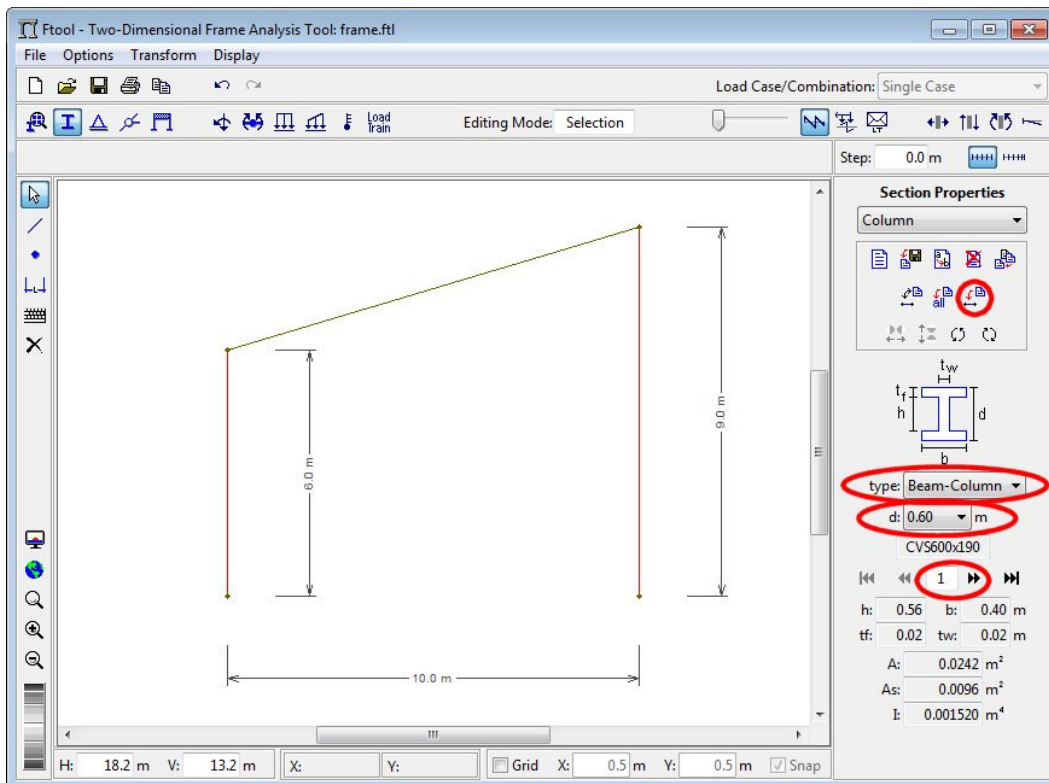 Ftool - Two-Dimensional Frame Analysis Tool: frame.ftl
File Options Transform Display
Load Case/Combination: Single Case
Load Train
Editing Mode: Selection
Step: 0.0 m
Section Properties
Column
all
tw
tf
h
d
b
type: Beam-Column
d: 0.60 m
CVS600x190
1
h: 0.56 b: 0.40 m
tf: 0.02 tw: 0.02 m
A: 0.0242 m²
As: 0.0096 m²
I: 0.001520 m⁴
6.0 m
9.0 m
10.0 m
H: 18.2 m V: 13.2 m X: Y: Grid X: 0.5 m Y: 0.5 m Snap